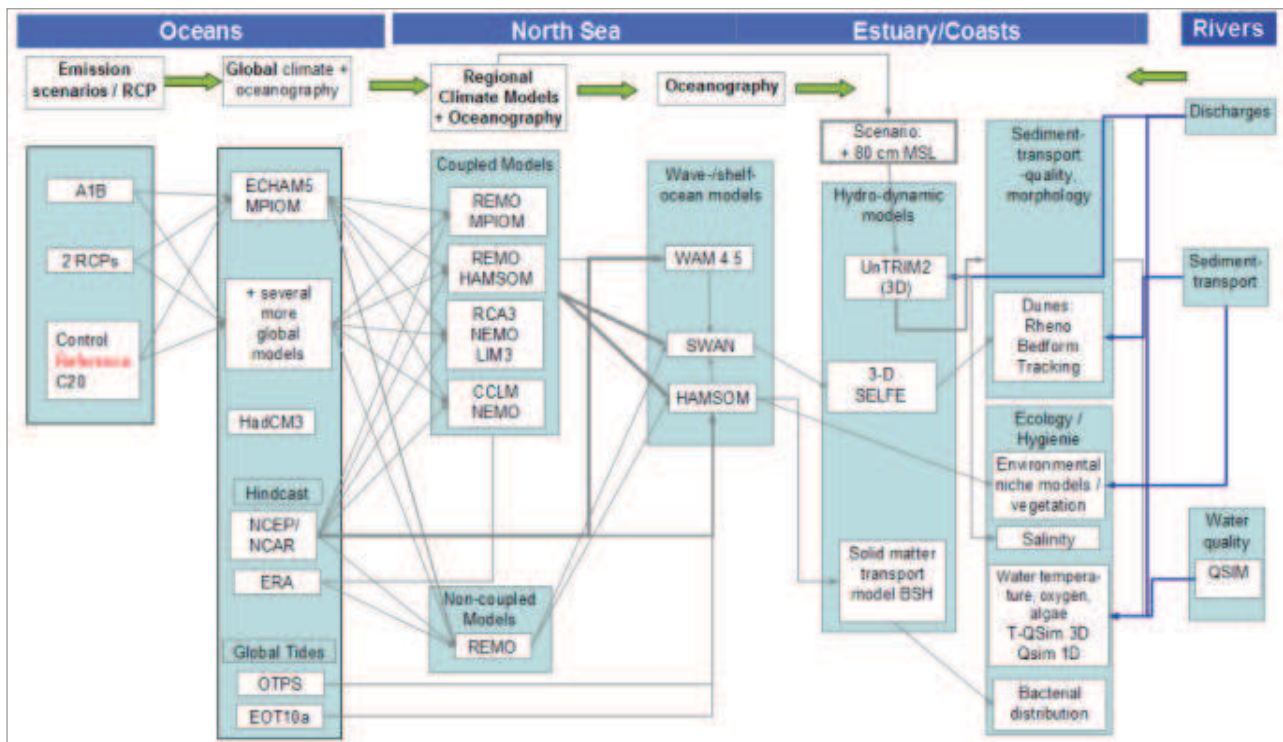 Oceans
North Sea
Estuary/Coasts
Rivers
Emission
scenarios / RCP
Global climate +
oceanography
Regional
Climate Models
+ Oceanography
Oceanography
Discharges
A1B
2 RCPs
Control
Reference
C20
ECHAM5
MPIOM
+ several
more
global
models
HadCM3
Hindcast
NCEP/
NCAR
ERA
Global Tides
OTPS
EOT10a
Coupled Models
REMO
MPIOM
REMO
HAMSOM
RCA3
NEMO
LIM3
CCLM
NEMO
Non-coupled
Models
REMO
Wave-/shelf-
ocean models
WAM 4.5
SWAN
HAMSOM
Scenario:
+ 80 cm MSL
Hydro-dynamic
models
UnTRIM2
(3D)
3-D
SELFE
Solid matter
transport
model BSH
Sediment-
transport
-quality,
morphology
Dunes:
Rheno
Bedform
Tracking
Ecology /
Hygienie
Environmental
niche models /
vegetation
Salinity
Water tempera-
ture, oxygen,
algae
T-QSim 3D
Qsim 1D
Bacterial
distribution
Sediment-
transport
Water
quality
QSIM